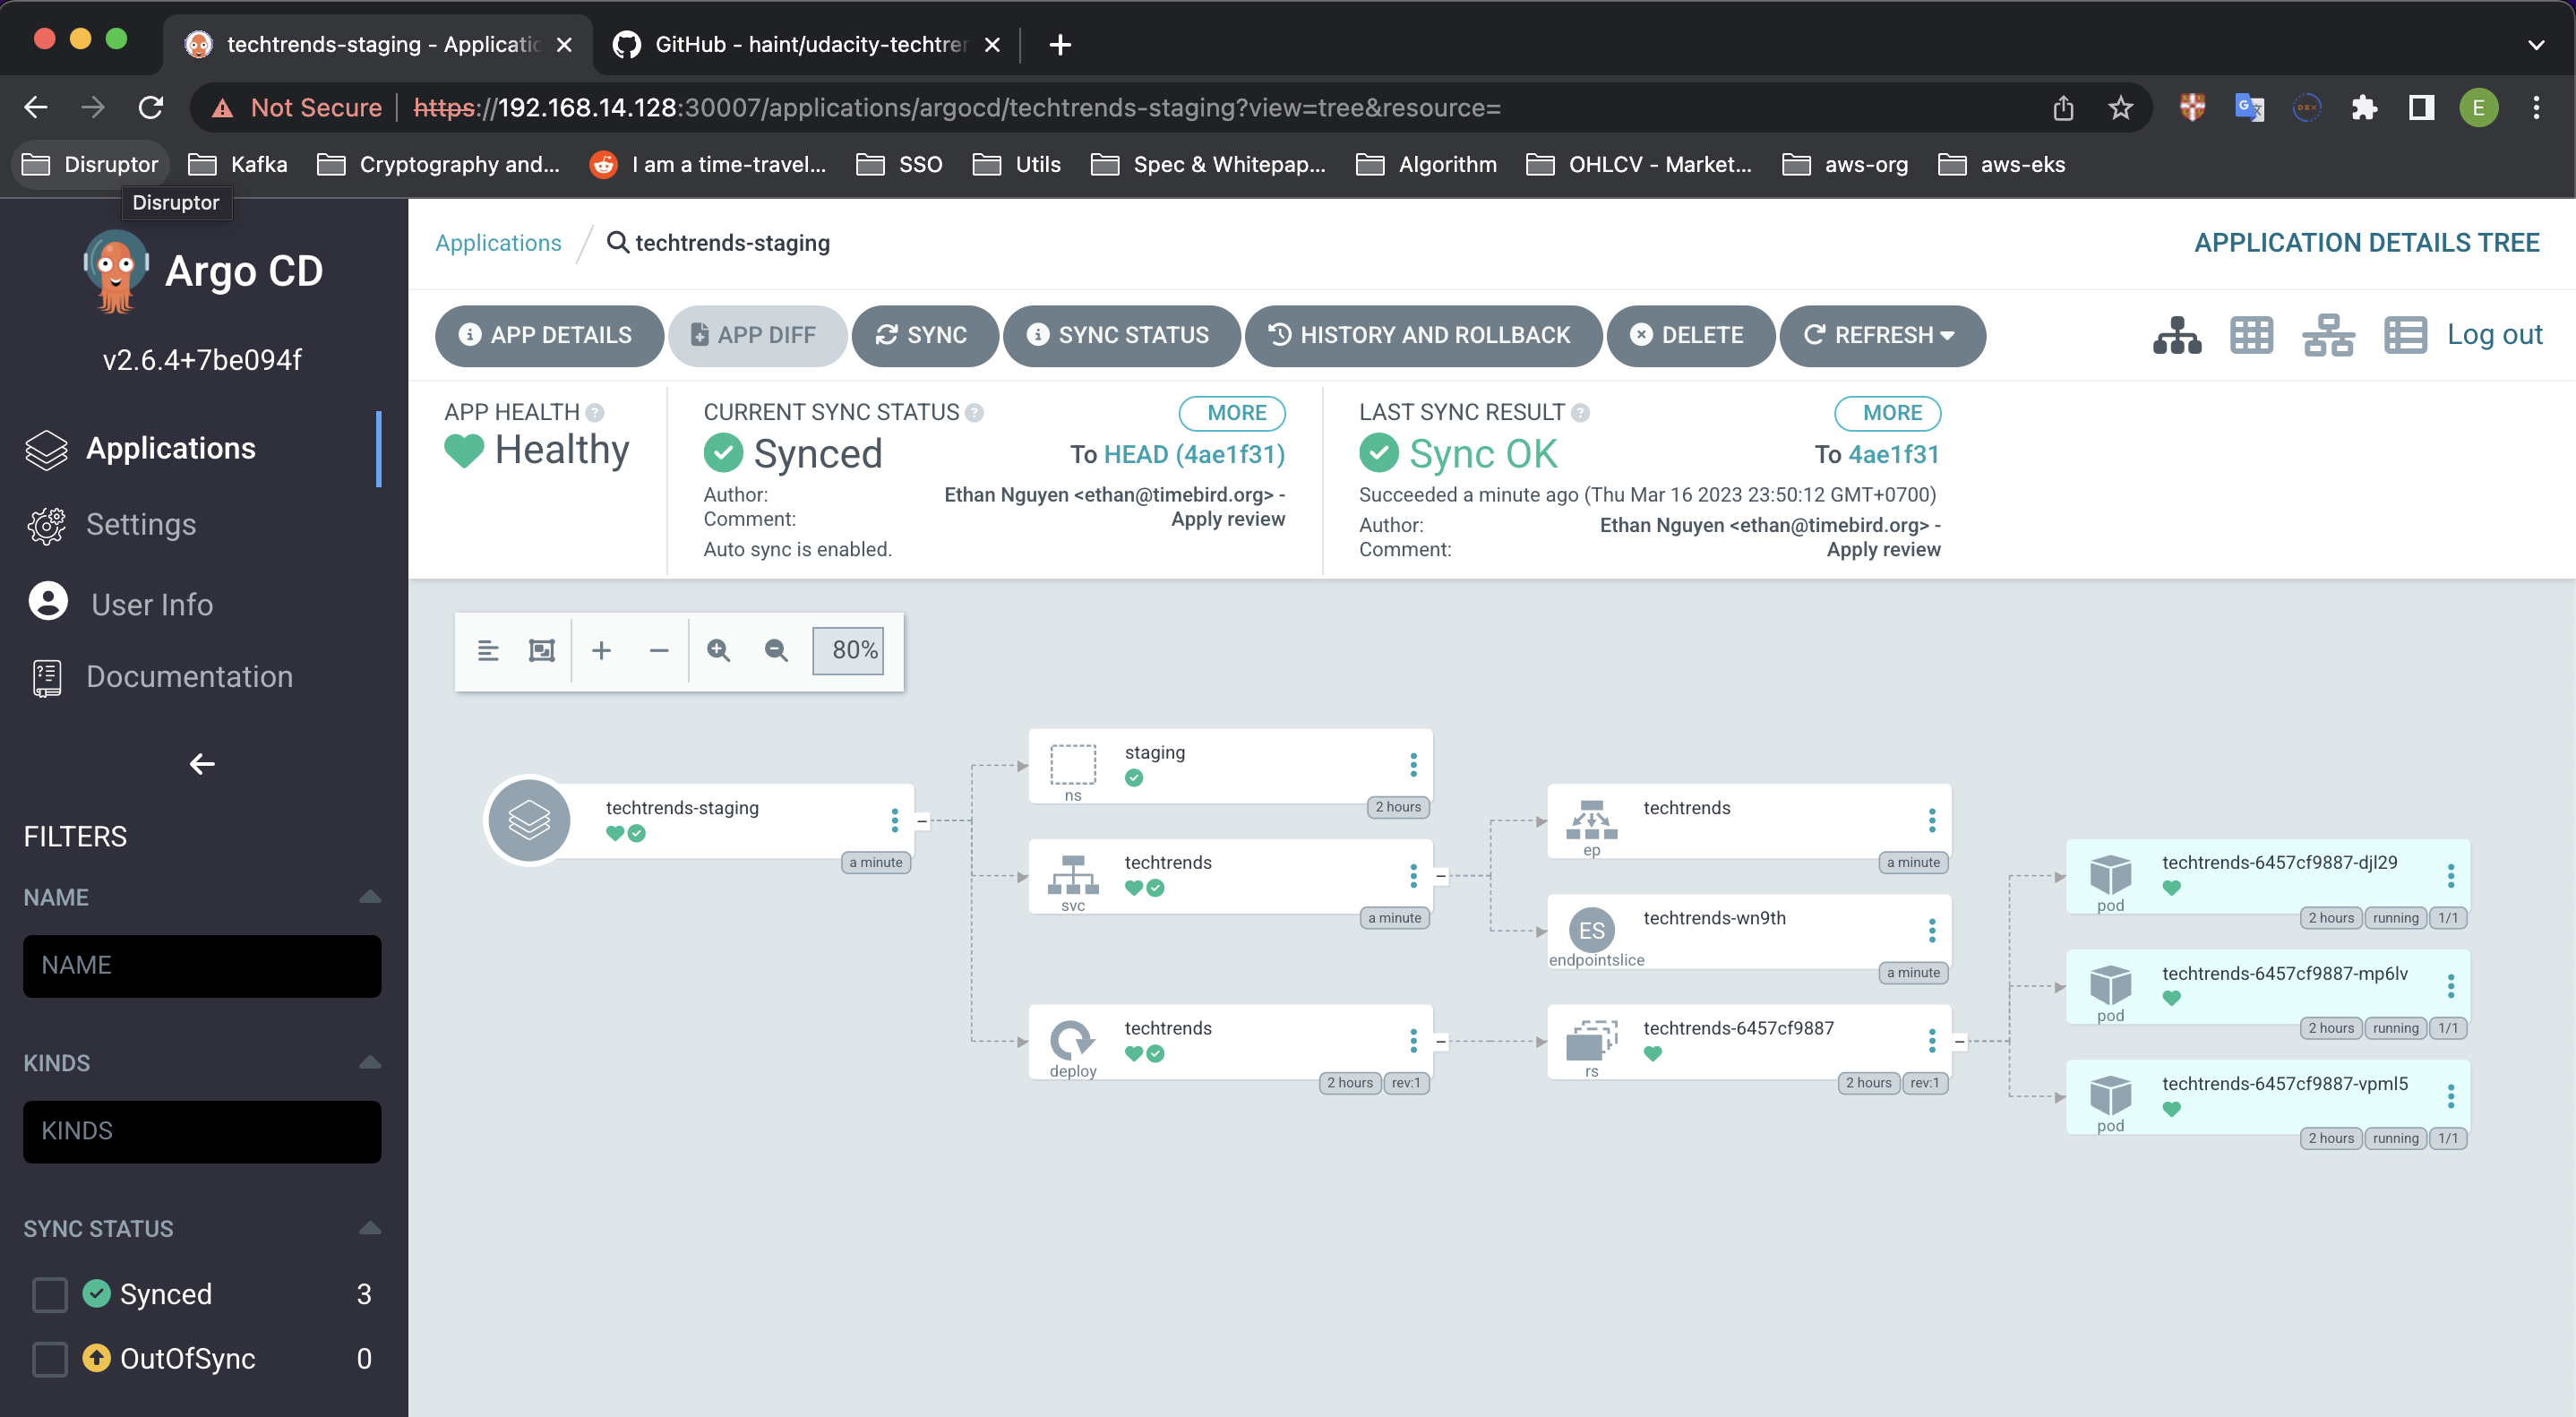 techtrends-staging - Applicatio
GitHub - haint/udacity-techtren
Not Secure https://192.168.14.128:30007/applications/argocd/techtrends-staging?view=tree&resource=
DEX
E
Disruptor
Kafka
Cryptography and...
I am a time-travel...
SSO
Utils
Spec & Whitepap...
Algorithm
OHLCV - Market...
aws-org
aws-eks
Disruptor
Argo CD
v2.6.4+7be094f
Applications
Settings
User Info
Documentation
FILTERS
NAME
NAME
KINDS
KINDS
SYNC STATUS
Synced 3
OutOfSync 0
Applications / techtrends-staging
APPLICATION DETAILS TREE
APP DETAILS
APP DIFF
SYNC
SYNC STATUS
HISTORY AND ROLLBACK
DELETE
REFRESH
Log out
APP HEALTH
Healthy
CURRENT SYNC STATUS
MORE
Synced
To HEAD (4ae1f31)
Author: Ethan Nguyen <ethan@timebird.org> -
Comment: Apply review
Auto sync is enabled.
LAST SYNC RESULT
MORE
Sync OK
To 4ae1f31
Succeeded a minute ago (Thu Mar 16 2023 23:50:12 GMT+0700)
Author: Ethan Nguyen <ethan@timebird.org> -
Comment: Apply review
80%
techtrends-staging
a minute
staging
ns
2 hours
techtrends
svc
a minute
techtrends
deploy
2 hours rev:1
techtrends
ep
a minute
ES
techtrends-wn9th
endpointslice
a minute
techtrends-6457cf9887
rs
2 hours rev:1
techtrends-6457cf9887-djl29
pod
2 hours running 1/1
techtrends-6457cf9887-mp6lv
pod
2 hours running 1/1
techtrends-6457cf9887-vpml5
pod
2 hours running 1/1